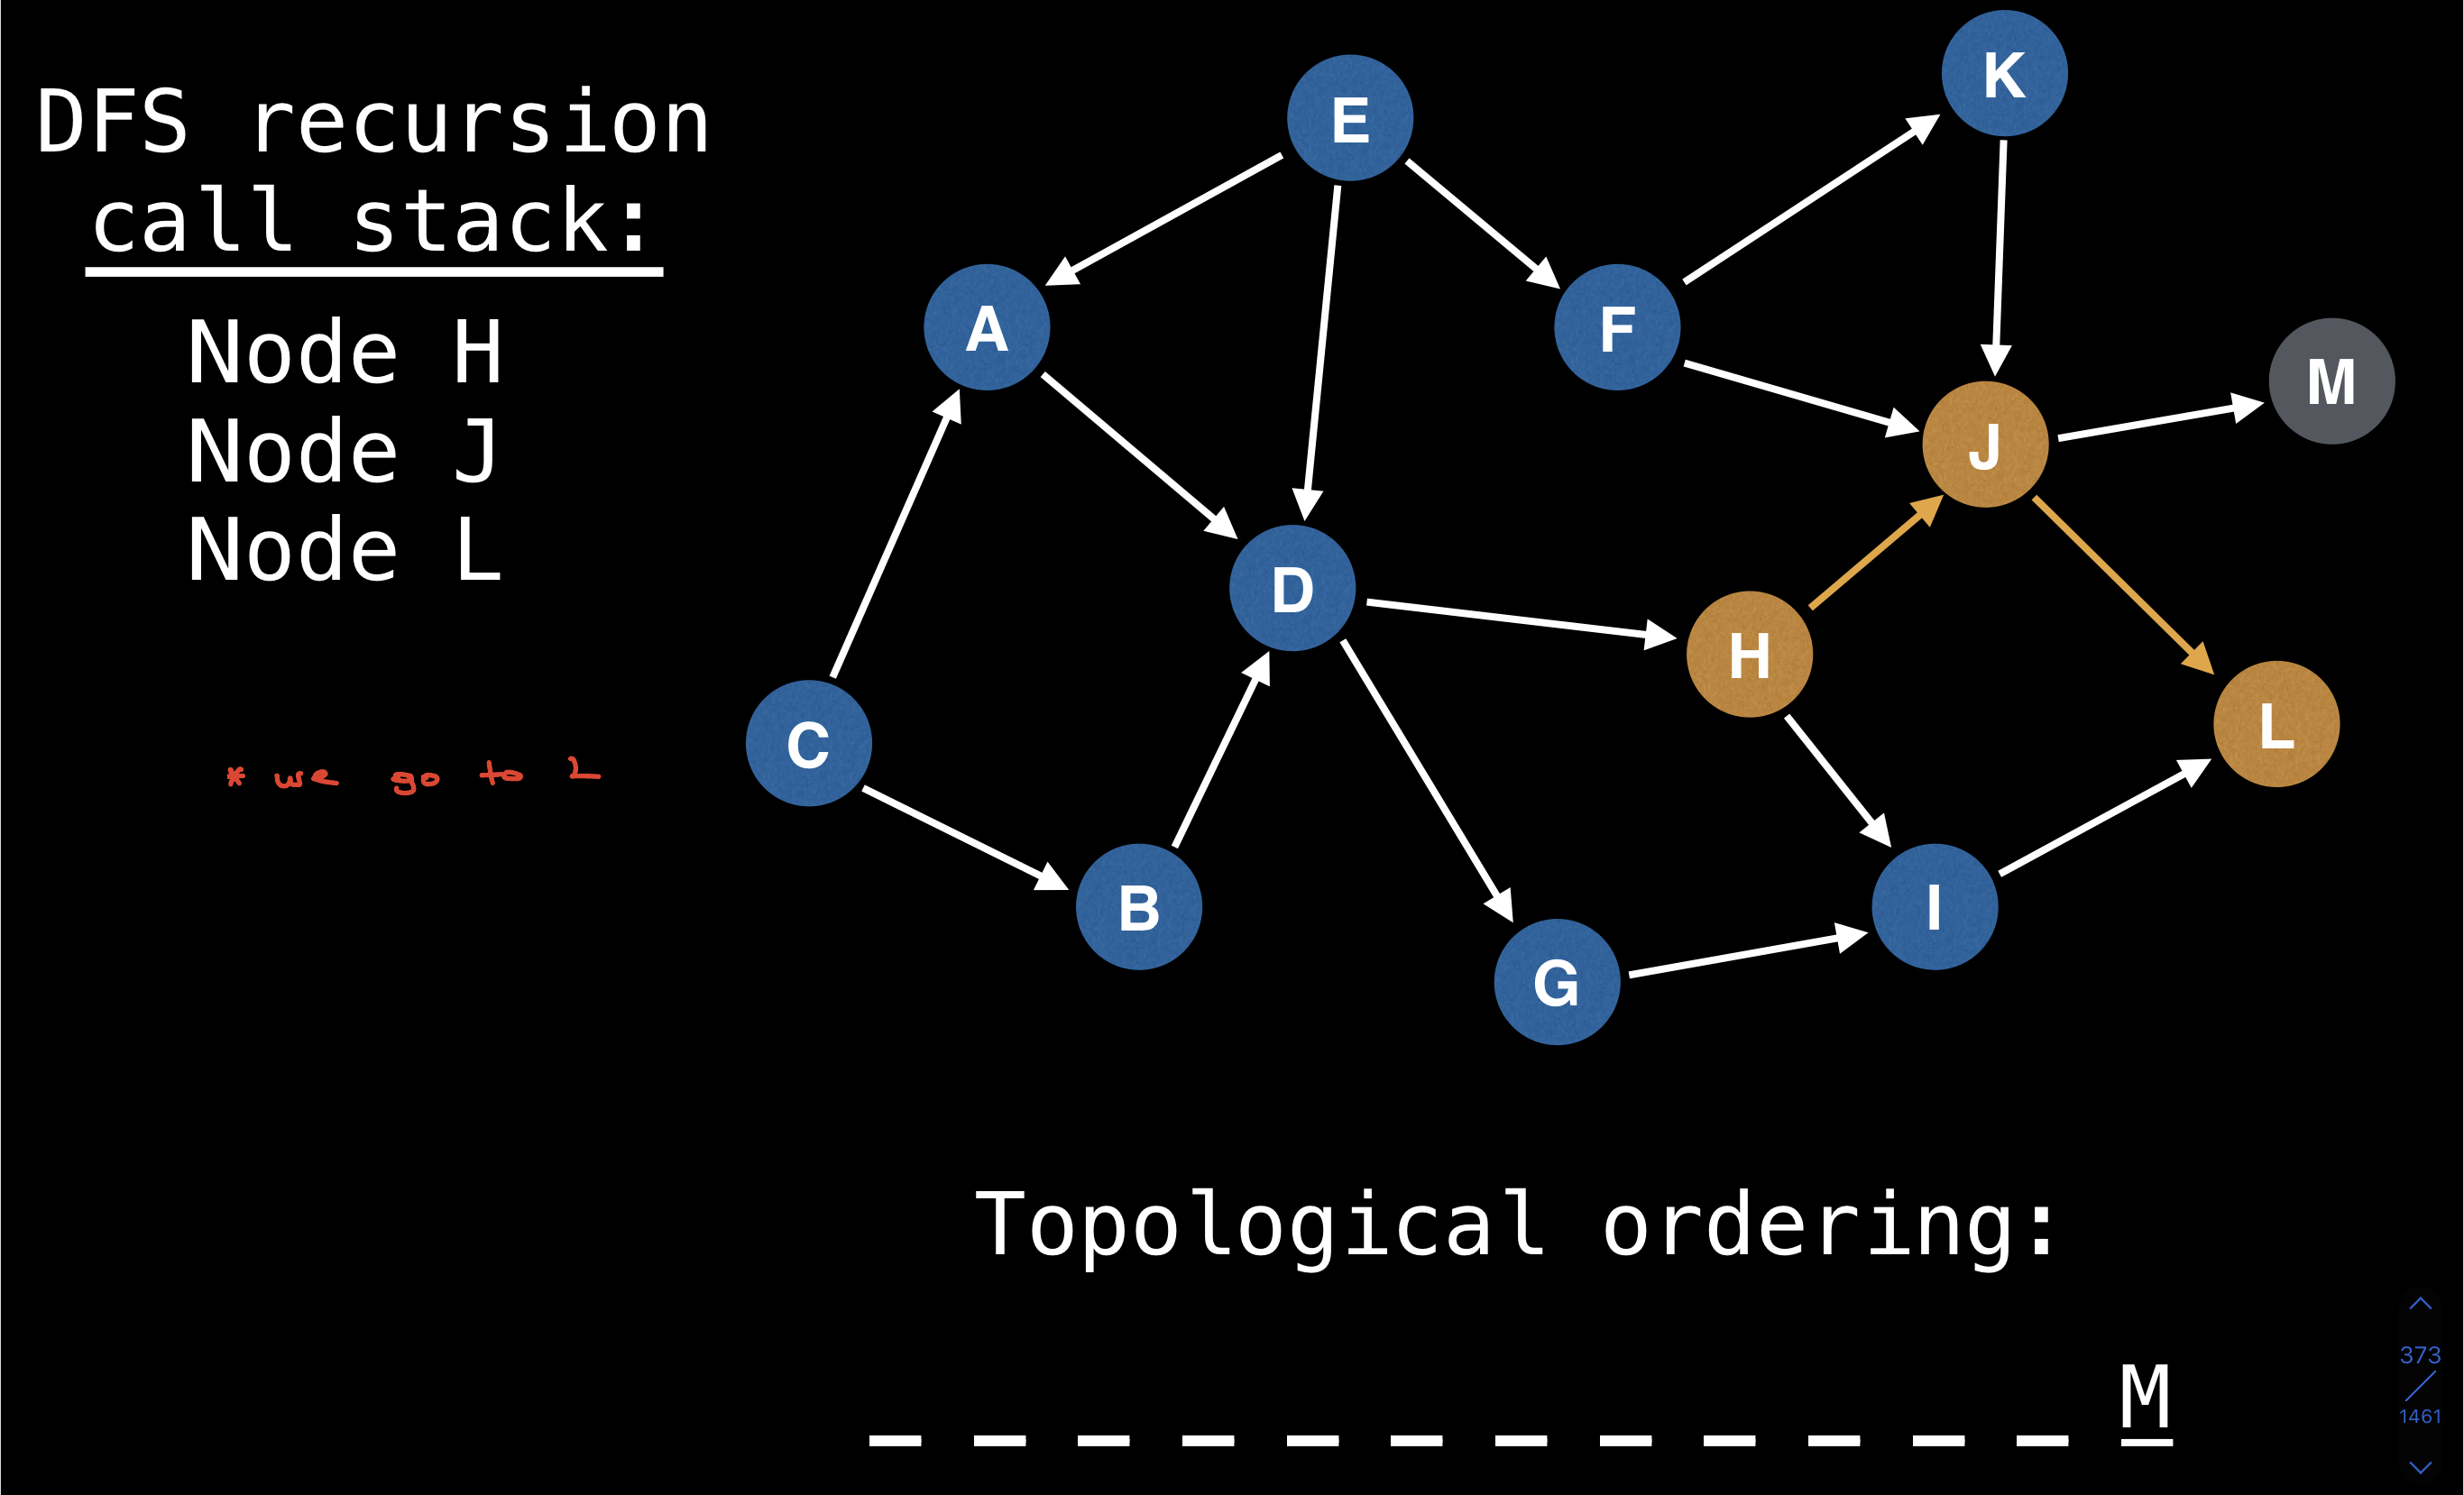 DFS recursion
call stack:
Node H
Node J
Node L
* we go to L
E
K
A
F
M
J
D
H
L
C
B
I
G
Topological ordering:
_ _ _ _ _ _ _ _ _ _ _ _ M
373
/
1461